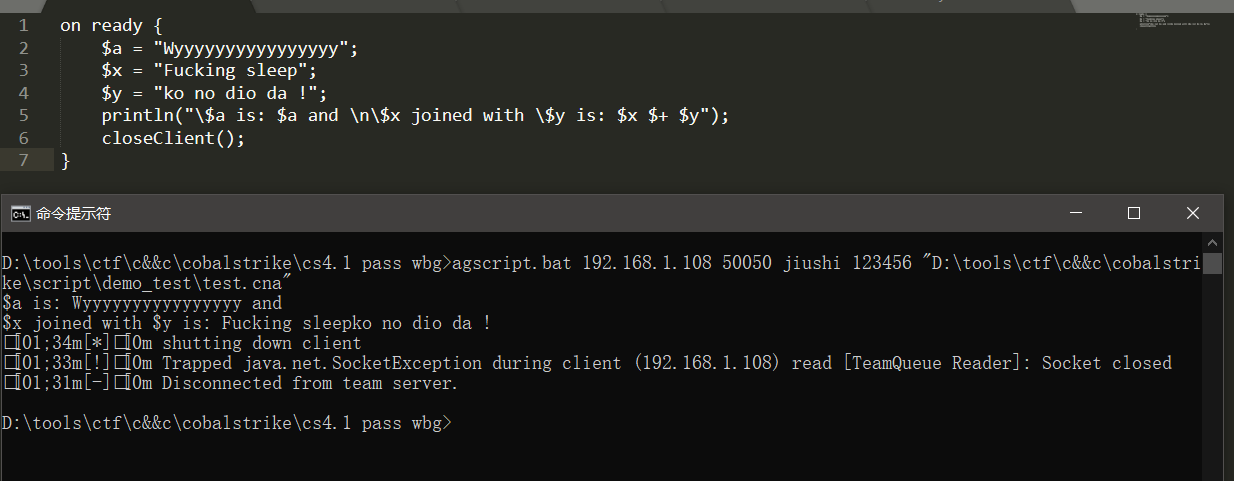 1 on ready {
2 $a = "Wyyyyyyyyyyyyyyyy";
3 $x = "Fucking sleep";
4 $y = "ko no dio da !";
5 println("\$a is: $a and \n\$x joined with \$y is: $x $+ $y");
6 closeClient();
7 }
命令提示符
D:\tools\ctf\c&&c\cobalstrike\cs4.1 pass wbg>agscript.bat 192.168.1.108 50050 jiushi 123456 "D:\tools\ctf\c&&c\cobalstri
ke\script\demo_test\test.cna"
$a is: Wyyyyyyyyyyyyyyyy and
$x joined with $y is: Fucking sleepko no dio da !
□[01;34m[*]□[0m shutting down client
□[01;33m[!]□[0m Trapped java.net.SocketException during client (192.168.1.108) read [TeamQueue Reader]: Socket closed
□[01;31m[-]□[0m Disconnected from team server.
D:\tools\ctf\c&&c\cobalstrike\cs4.1 pass wbg>